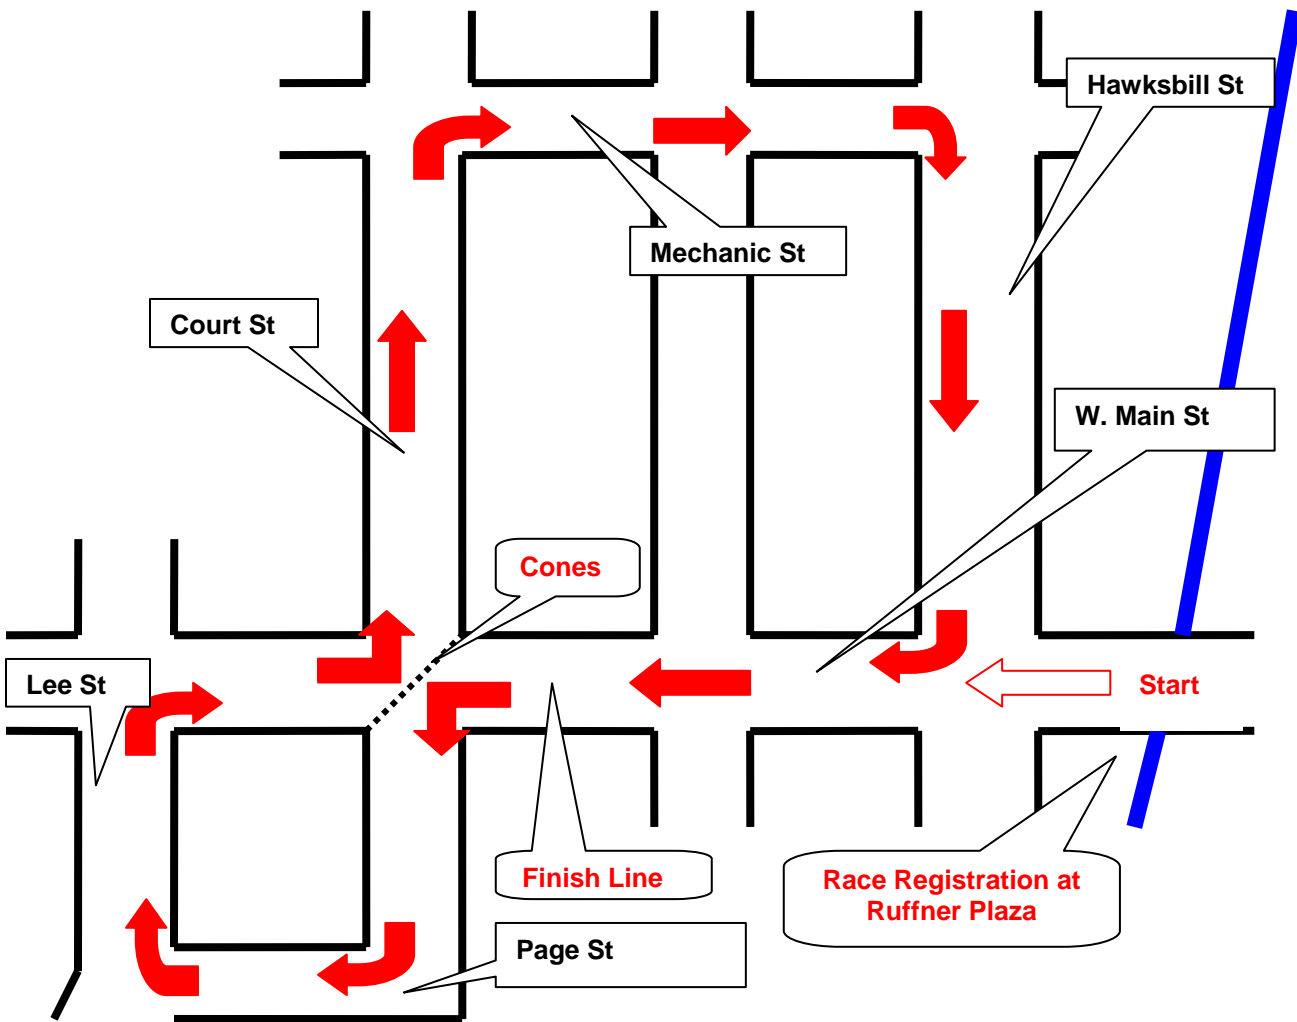 Hawksbill St
Mechanic St
Court St
W. Main St
Cones
Lee St
Start
Finish Line
Race Registration at
Ruffner Plaza
Page St